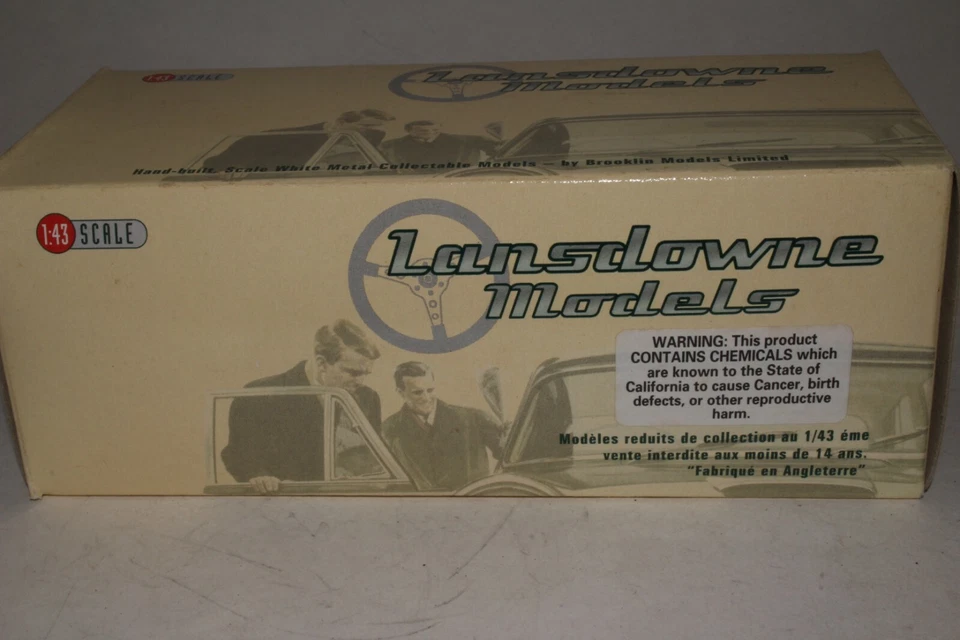 1:43 SCALE
Lansdowne
Models
Hand-built, Scale White Metal Collectable Models – by Brooklin Models Limited
1:43 SCALE
Lansdowne
Models
WARNING: This product
CONTAINS CHEMICALS which
are known to the State of
California to cause Cancer, birth
defects, or other reproductive
harm.
Modèles reduits de collection au 1/43 éme
vente interdite aux moins de 14 ans.
"Fabriqué en Angleterre"